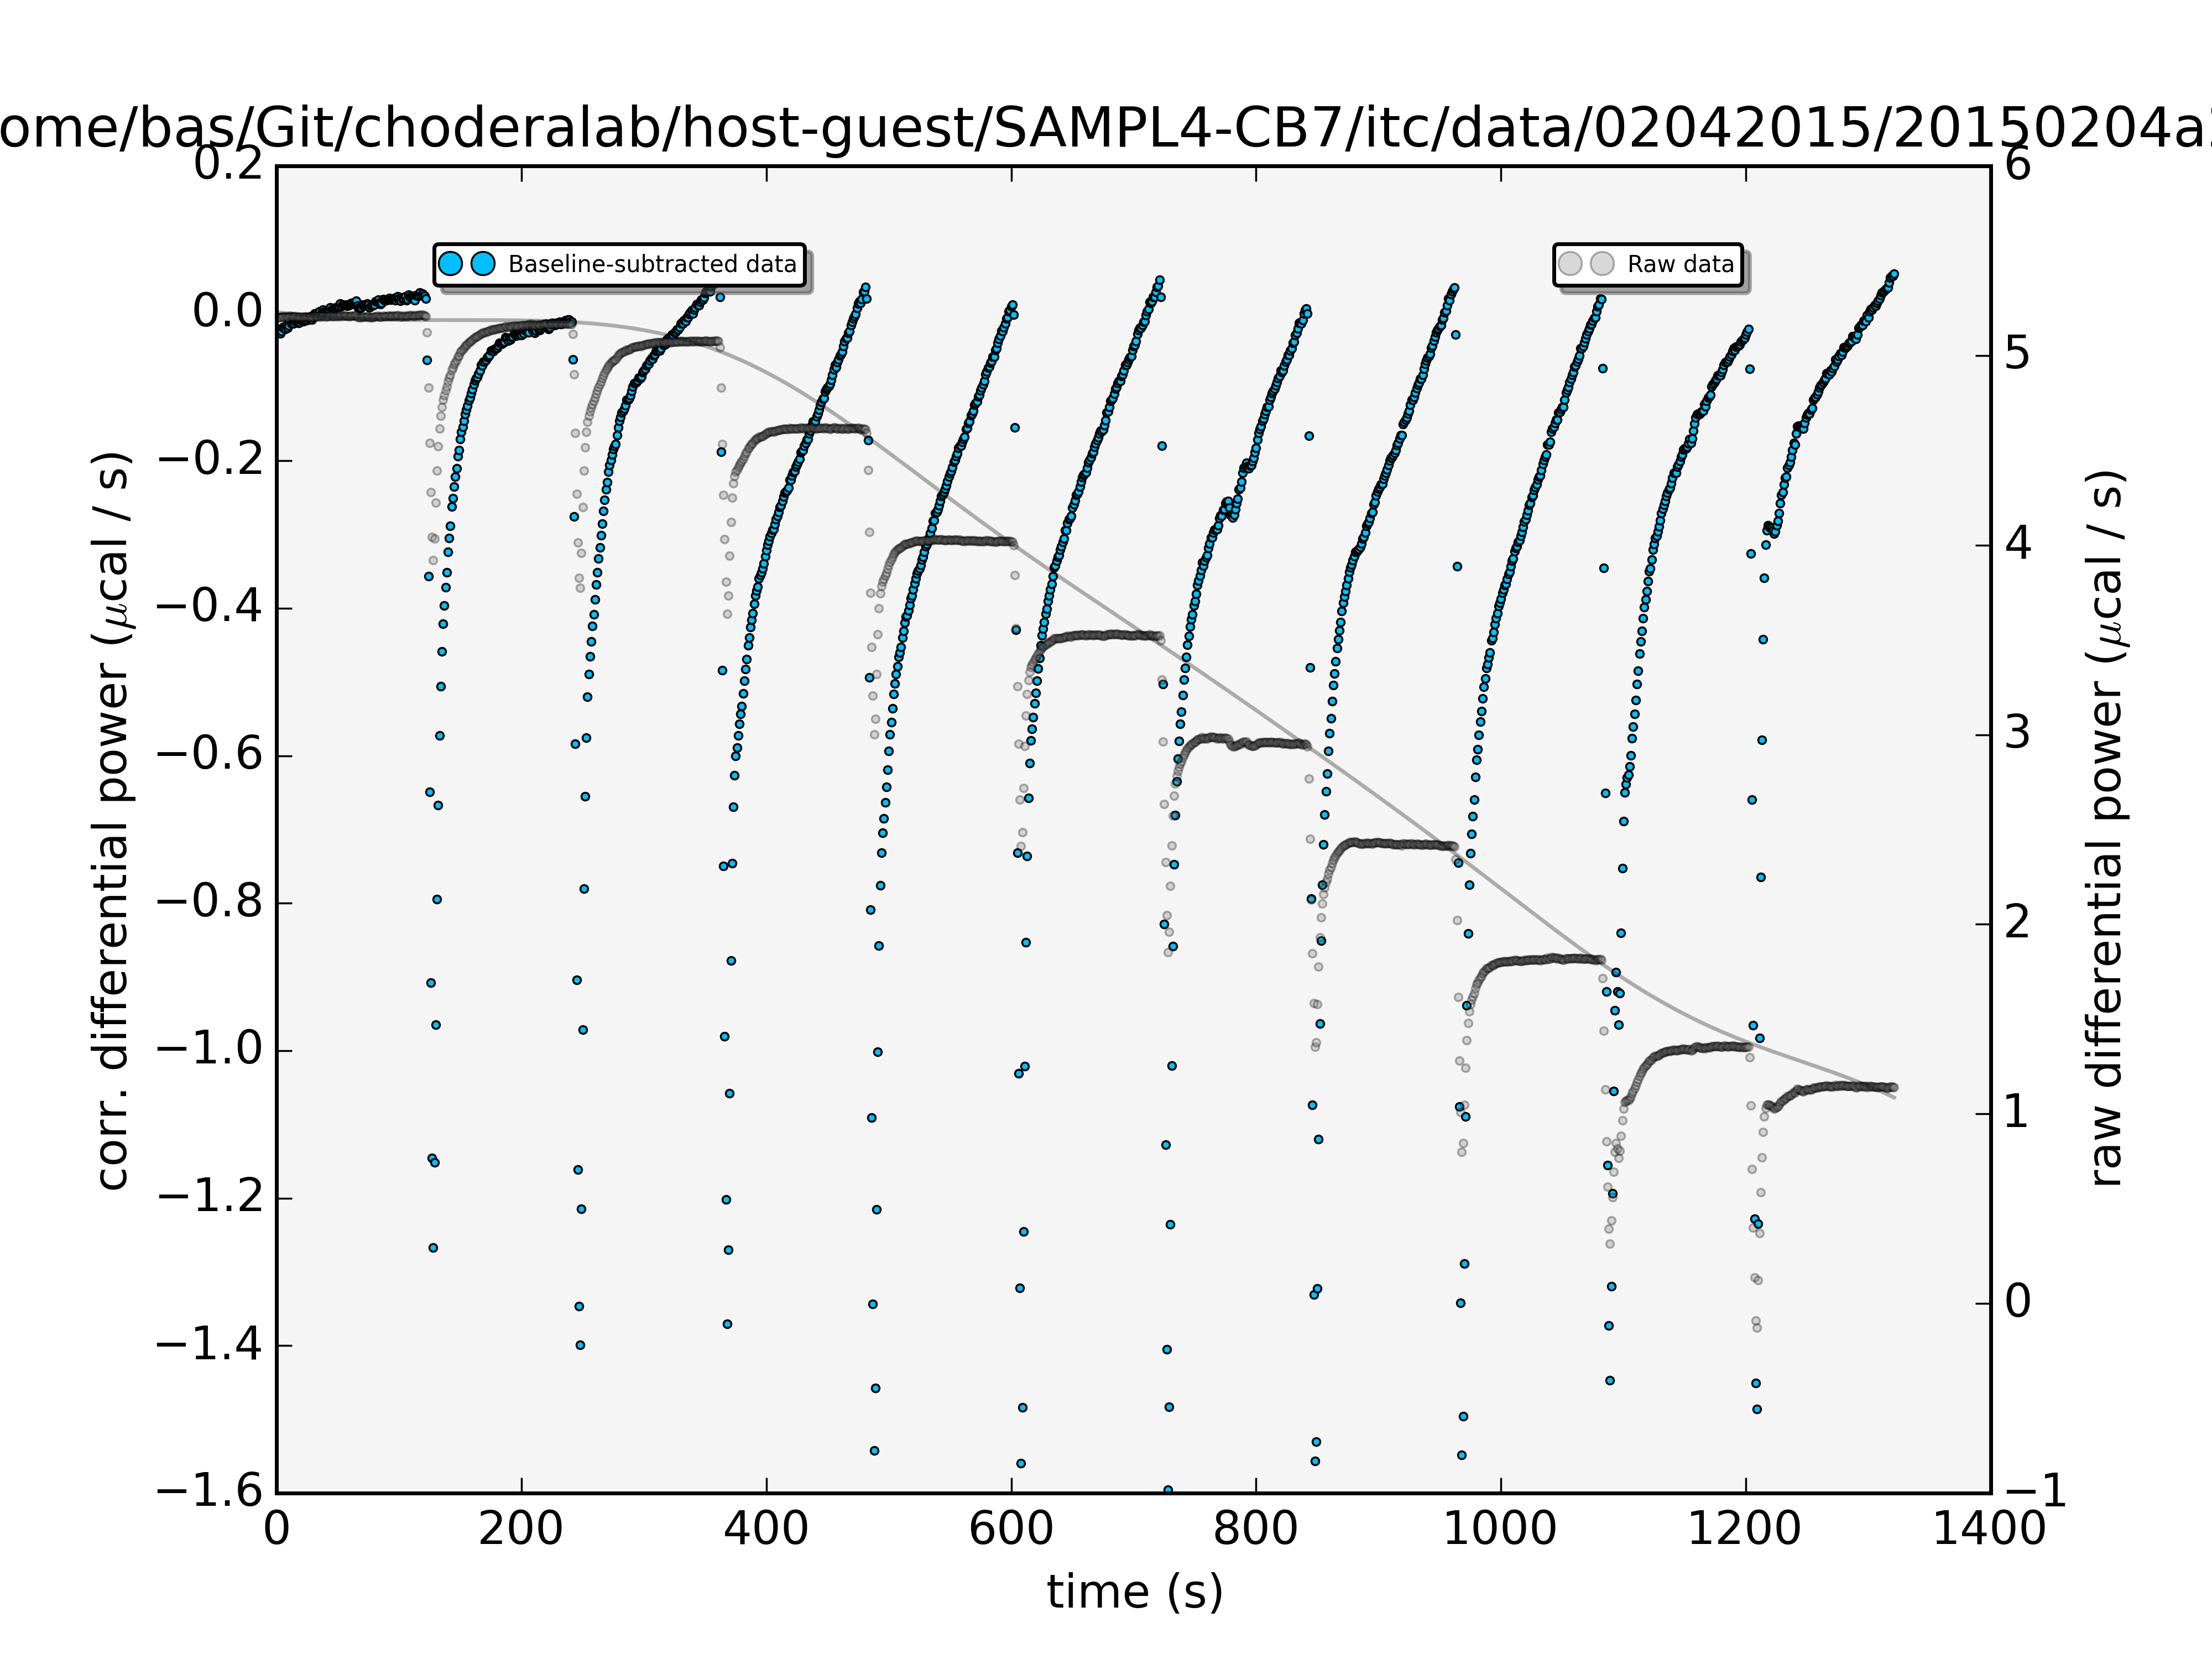 ome/bas/Git/choderalab/host-guest/SAMPL4-CB7/itc/data/02042015/20150204a
0.2
0.0
−0.2
−0.4
−0.6
−0.8
−1.0
−1.2
−1.4
−1.6
corr. differential power (μcal / s)
Baseline-subtracted data
Raw data
6
5
4
3
2
1
0
−1
raw differential power (μcal / s)
0 200 400 600 800 1000 1200 1400
time (s)